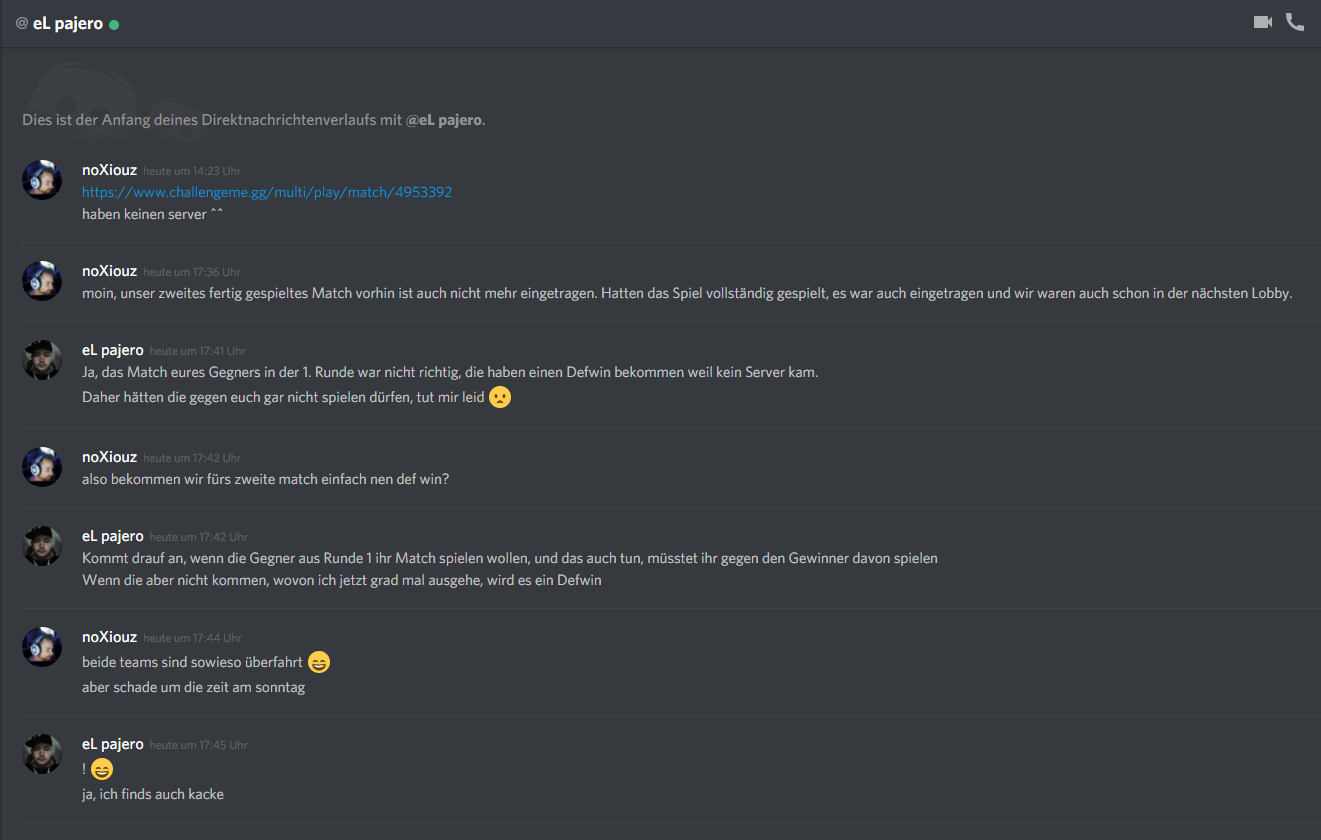 @ eL pajero
Dies ist der Anfang deines Direktnachrichtenverlaufs mit @eL pajero.
noXiouz heute um 14:23 Uhr
https://www.challengeme.gg/multi/play/match/4953392
haben keinen server ^^
noXiouz heute um 17:36 Uhr
moin, unser zweites fertig gespieltes Match vorhin ist auch nicht mehr eingetragen. Hatten das Spiel vollständig gespielt, es war auch eingetragen und wir waren auch schon in der nächsten Lobby.
eL pajero heute um 17:41 Uhr
Ja, das Match eures Gegners in der 1. Runde war nicht richtig, die haben einen Defwin bekommen weil kein Server kam.
Daher hätten die gegen euch gar nicht spielen dürfen, tut mir leid
noXiouz heute um 17:42 Uhr
also bekommen wir fürs zweite match einfach nen def win?
eL pajero heute um 17:42 Uhr
Kommt drauf an, wenn die Gegner aus Runde 1 ihr Match spielen wollen, und das auch tun, müsstet ihr gegen den Gewinner davon spielen
Wenn die aber nicht kommen, wovon ich jetzt grad mal ausgehe, wird es ein Defwin
noXiouz heute um 17:44 Uhr
beide teams sind sowieso überfahrt
aber schade um die zeit am sonntag
eL pajero heute um 17:45 Uhr
!
ja, ich finds auch kacke